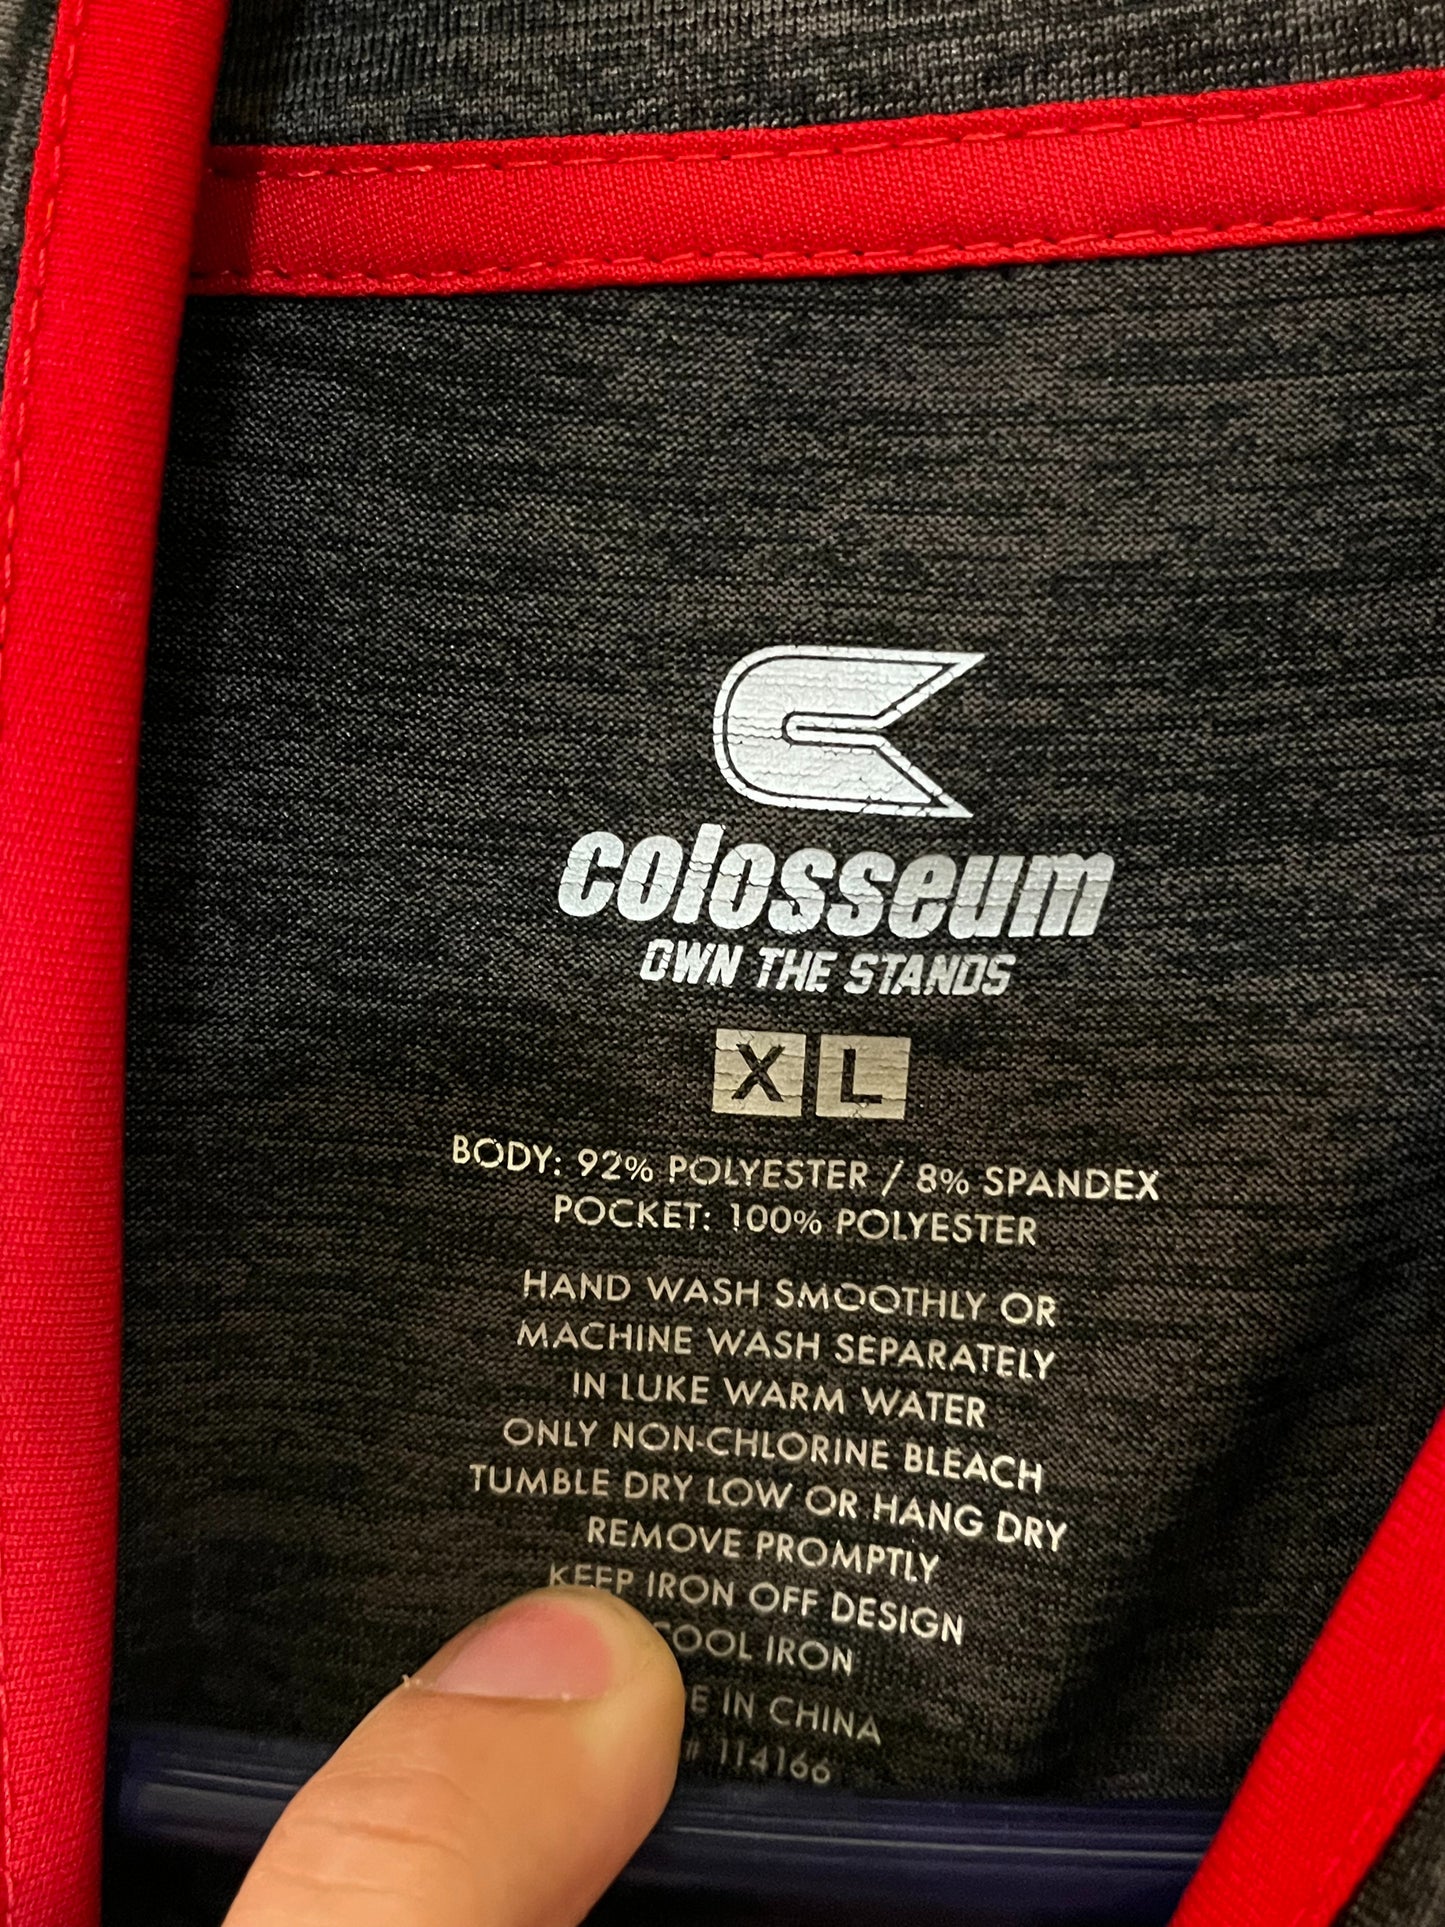 colosseum
OWN THE STANDS
XL
BODY: 92% POLYESTER / 8% SPANDEX
POCKET: 100% POLYESTER
HAND WASH SMOOTHLY OR
MACHINE WASH SEPARATELY
IN LUKE WARM WATER
ONLY NON-CHLORINE BLEACH
TUMBLE DRY LOW OR HANG DRY
REMOVE PROMPTLY
KEEP IRON OFF DESIGN
COOL IRON
IN CHINA
# 114166